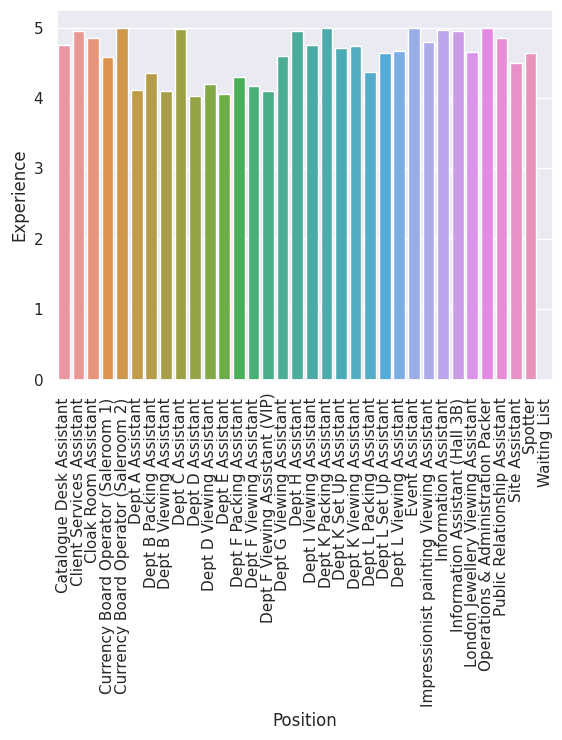 5
4
3
2
1
0
Experience
Catalogue Desk Assistant
Client Services Assistant
Cloak Room Assistant
Currency Board Operator (Saleroom 1)
Currency Board Operator (Saleroom 2)
Dept A Assistant
Dept B Packing Assistant
Dept B Viewing Assistant
Dept C Assistant
Dept D Assistant
Dept D Viewing Assistant
Dept E Assistant
Dept F Packing Assistant
Dept F Viewing Assistant
Dept F Viewing Assistant (VIP)
Dept G Viewing Assistant
Dept H Assistant
Dept I Viewing Assistant
Dept K Packing Assistant
Dept K Set Up Assistant
Dept K Viewing Assistant
Dept L Packing Assistant
Dept L Set Up Assistant
Dept L Viewing Assistant
Event Assistant
Impressionist painting Viewing Assistant
Information Assistant
Information Assistant (Hall 3B)
London Jewellery Viewing Assistant
Operations & Administration Packer
Public Relationship Assistant
Site Assistant
Spotter
Waiting List
Position